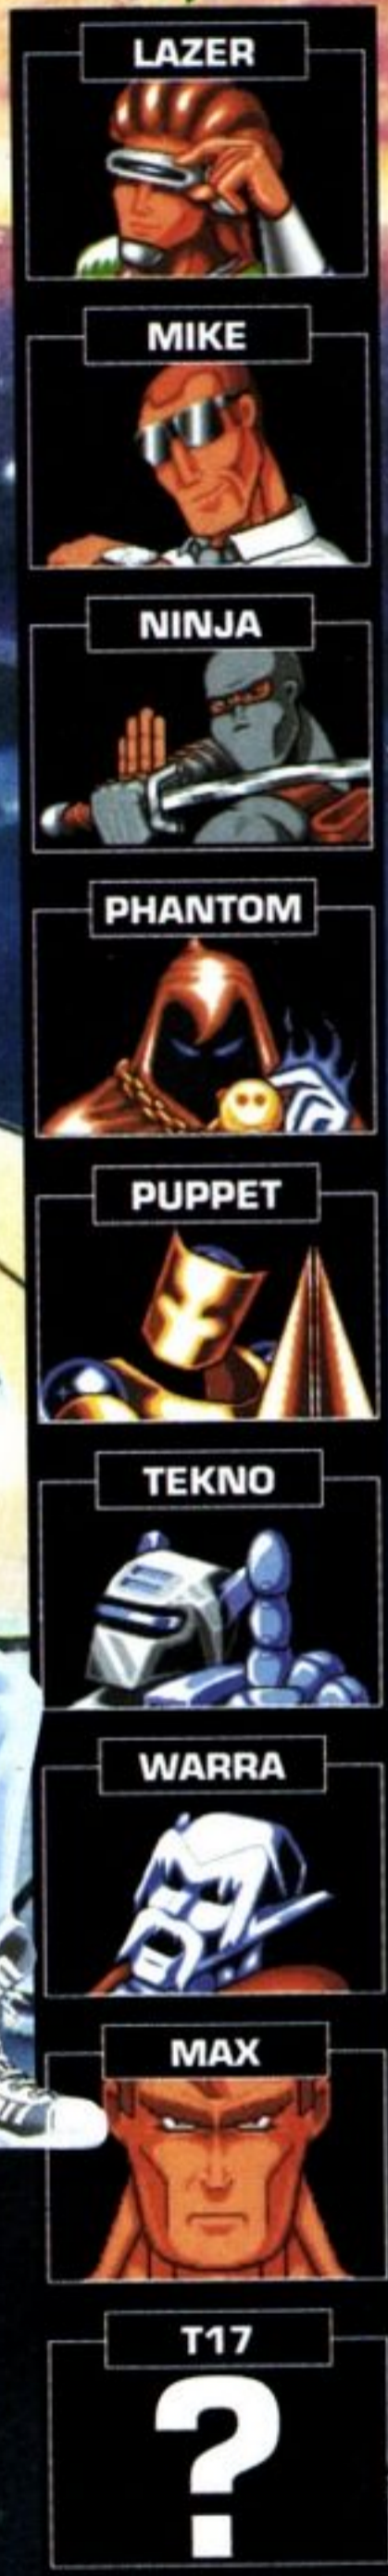 LAZER
MIKE
NINJA
PHANTOM
PUPPET
TEKNO
WARRA
MAX
T17
?